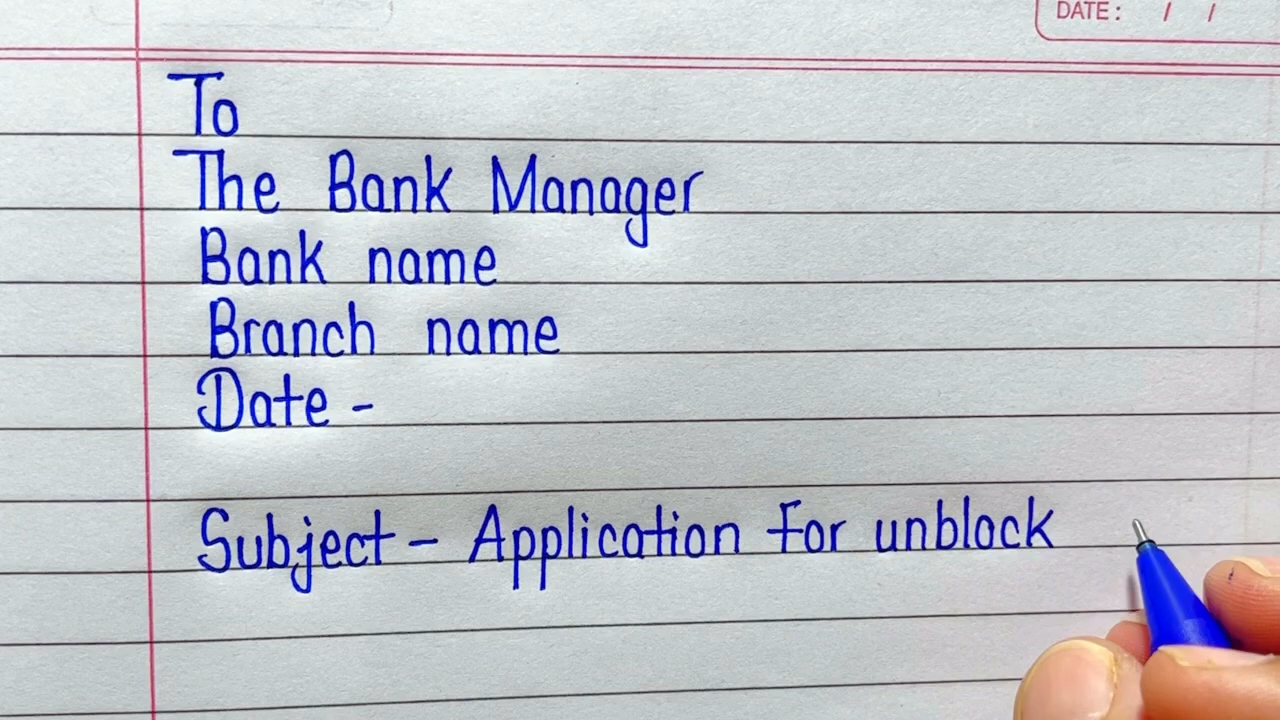 DATE: / /
To
The Bank Manager
Bank name
Branch name
Date -
Subject - Application For unblock